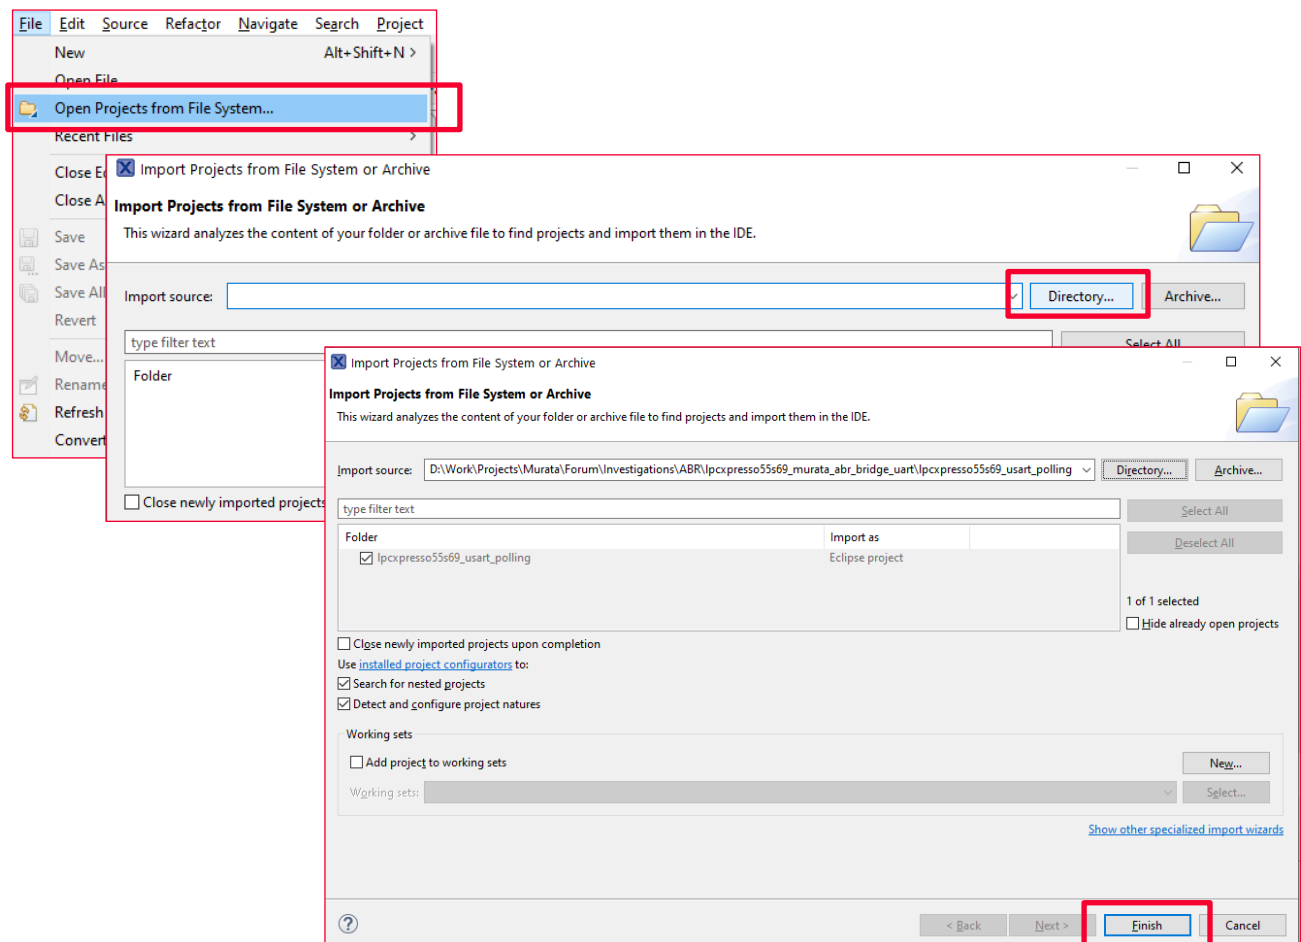 File Edit Source Refactor Navigate Search Project
New Alt+Shift+N >
Open File
Open Projects from File System...
Recent Files >
Close
Close A
Save
Save As
Save All
Revert
Move...
Rename
Refresh
Convert
Import Projects from File System or Archive
Import Projects from File System or Archive
This wizard analyzes the content of your folder or archive file to find projects and import them in the IDE.
Import source: Directory... Archive...
type filter text Select All
Folder
Close newly imported projects
Import Projects from File System or Archive
Import Projects from File System or Archive
This wizard analyzes the content of your folder or archive file to find projects and import them in the IDE.
Import source: D:\Work\Projects\Murata\Forum\Investigations\ABR\lpcxpresso55s69_murata_abr_bridge_uart\lpcxpresso55s69_usart_polling Directory... Archive...
type filter text Select All
Folder Import as Deselect All
lpcxpresso55s69_usart_polling Eclipse project
1 of 1 selected
Hide already open projects
Close newly imported projects upon completion
Use installed project configurators to:
Search for nested projects
Detect and configure project natures
Working sets
Add project to working sets New...
Working sets: Select...
Show other specialized import wizards
? < Back Next > Finish Cancel